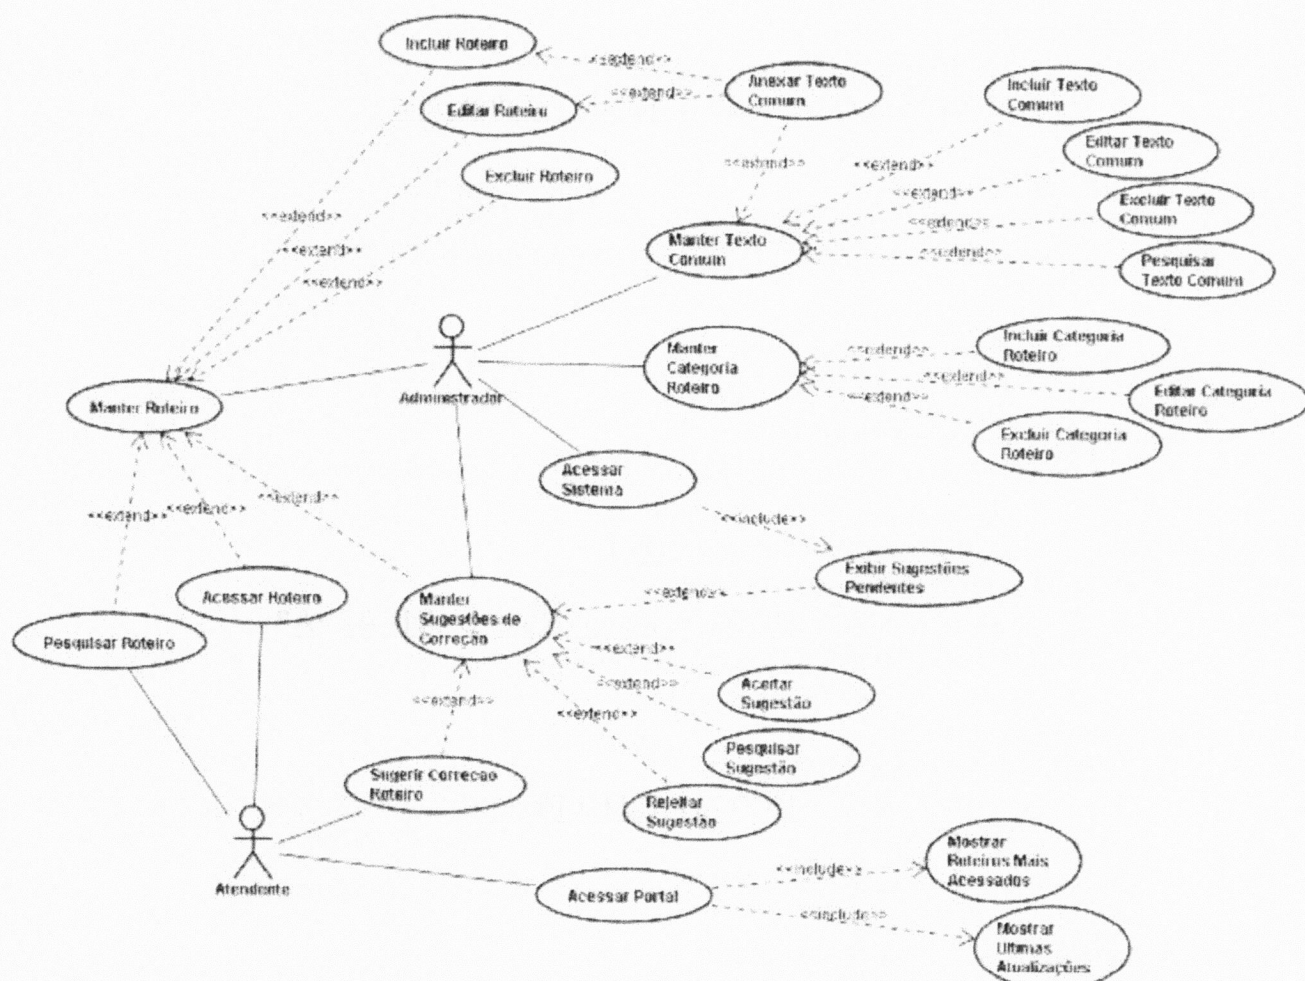 Incluir Roteiro
<<extend>>
Anexar Texto
Comum
Incluir Texto
Comum
Editar Roteiro
<<extend>>
Editar Texto
Comum
<<extend>>
<<extend>>
Excluir Roteiro
<<extend>>
Excluir Texto
Comum
<<extend>>
<<extend>>
Manter Texto
Comum
<<extend>>
<<extend>>
Pesquisar
Texto Comum
<<extend>>
Manter
Categoria
Roteiro
<<extend>>
Incluir Categoria
Roteiro
<<extend>>
Administrador
Manter Roteiro
<<extend>>
Editar Categoria
Roteiro
Excluir Categoria
Roteiro
Acessar
Sistema
<<extend>>
<<extend>>
<<extend>>
<<include>>
Exibir Sugestões
Pendentes
Acessar Roteiro
Manter
Sugestões de
Correção
<<extend>>
Pesquisar Roteiro
<<extend>>
<<extend>>
Aceitar
Sugestão
<<extend>>
<<extend>>
Pesquisar
Sugestão
Sugerir Correcao
Roteiro
Rejeitar
Sugestão
Atendente
Mostrar
Roteiros Mais
Acessados
<<include>>
Acessar Portal
<<include>>
Mostrar
Ultimas
Atualizações